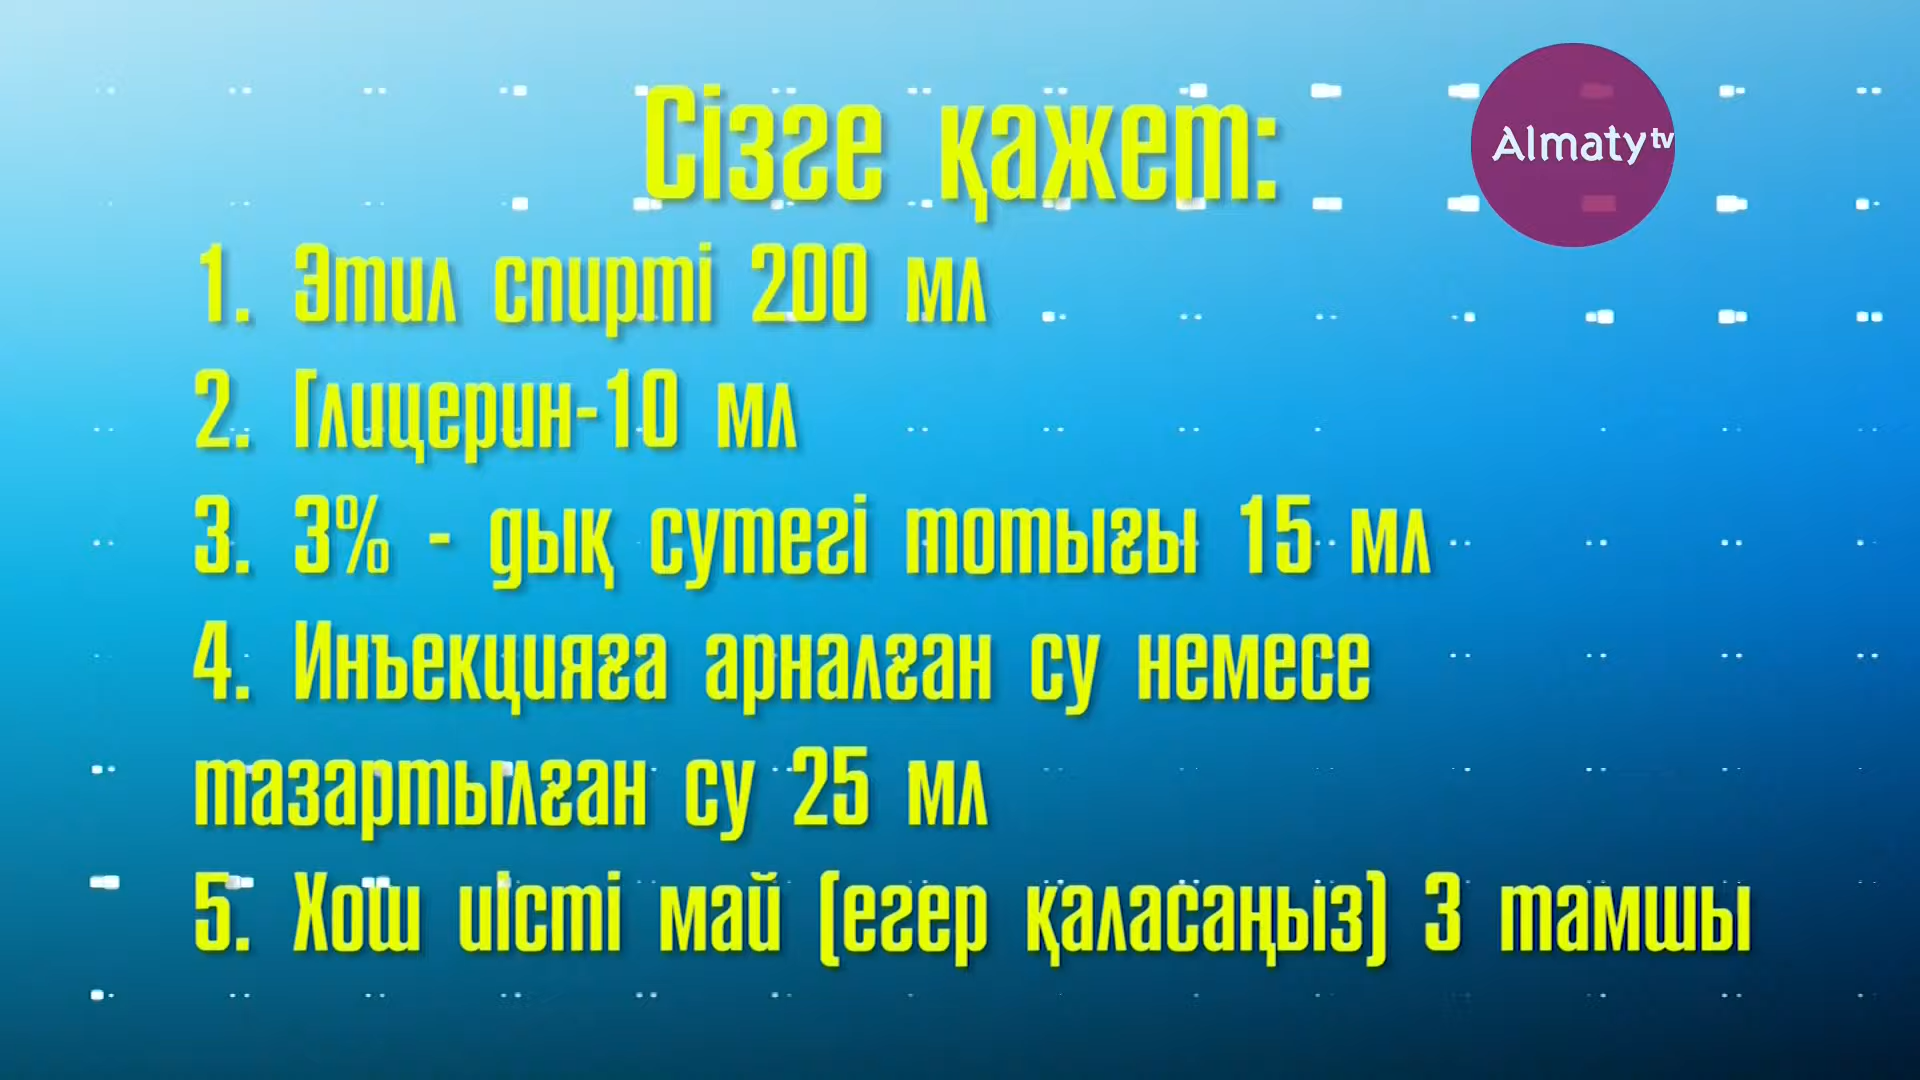 Сізге қажет:
Almaty tv
1. Этил спирті 200 мл
2. Глицерин-10 мл
3. 3% - дық сутегі тотығы 15 мл
4. Инъекцияға арналған су немесе
тазартылған су 25 мл
5. Хош иісті май (егер қаласаңыз) 3 тамшы